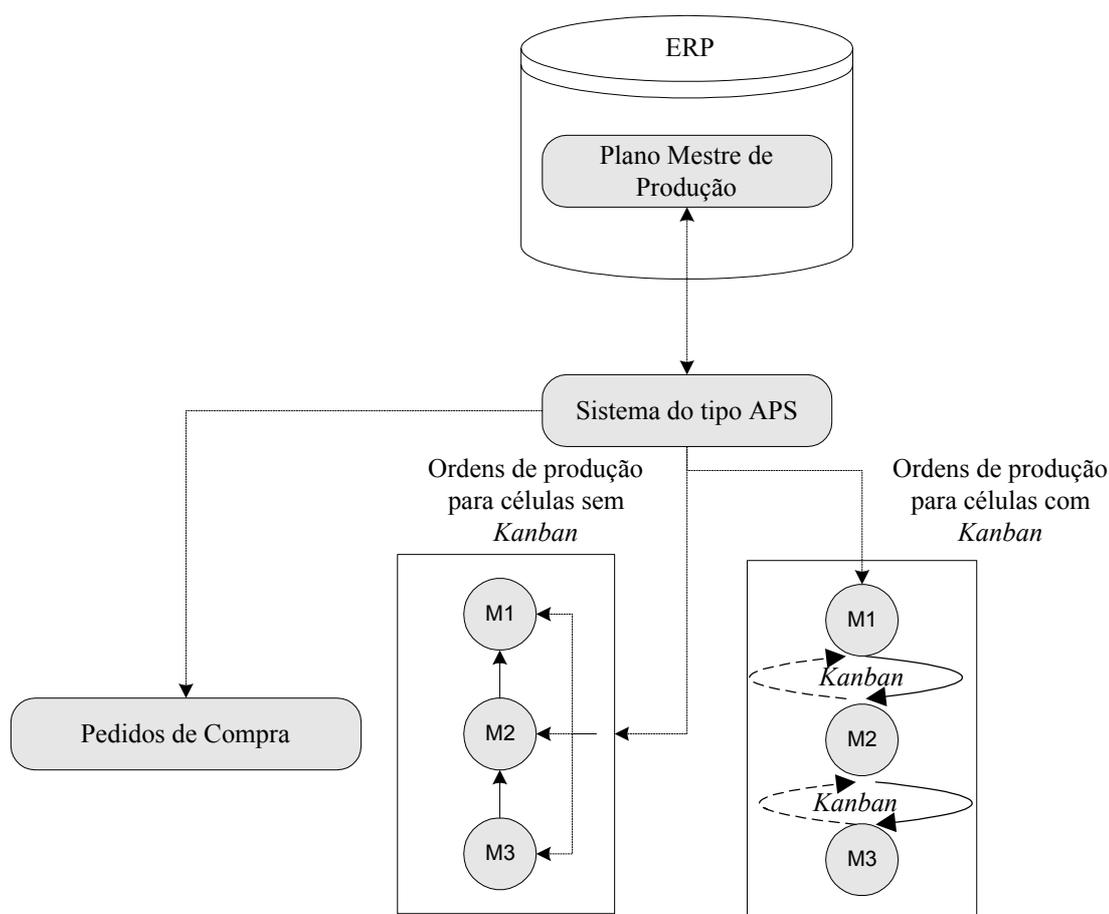 ERP
Plano Mestre de
Produção
Sistema do tipo APS
Ordens de produção
para células sem
Kanban
Ordens de produção
para células com
Kanban
M1
M2
M3
M1
Kanban
M2
Kanban
M3
Pedidos de Compra